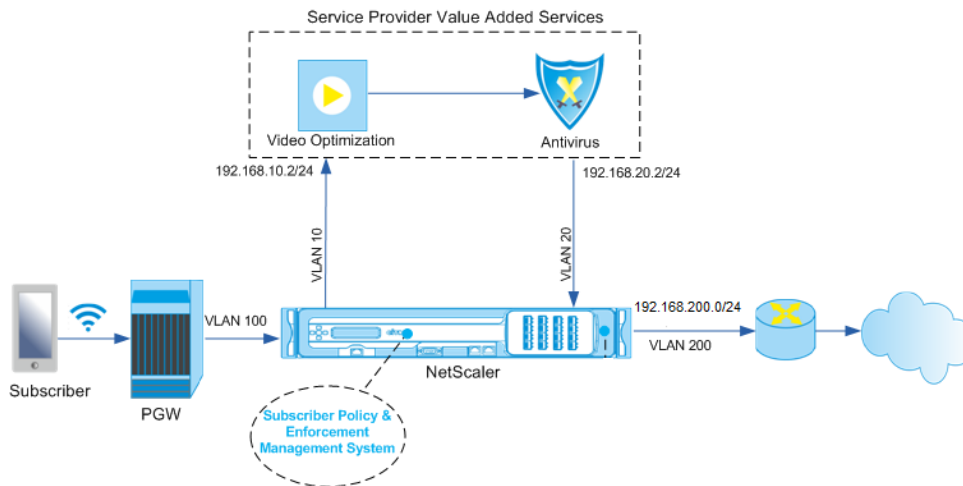 Service Provider Value Added Services
Video Optimization
Antivirus
192.168.10.2/24
192.168.20.2/24
VLAN 10
VLAN 20
192.168.200.0/24
VLAN 100
VLAN 200
NetScaler
Subscriber
PGW
Subscriber Policy &
Enforcement
Management System